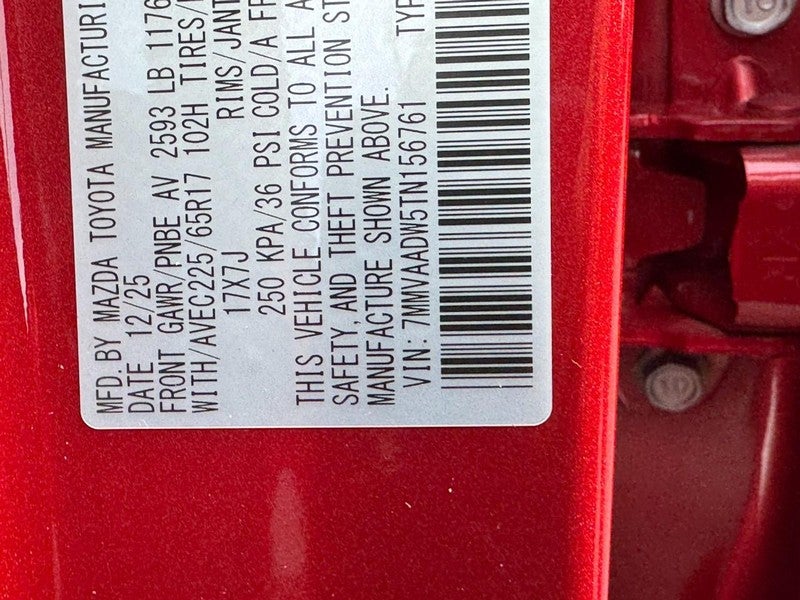 MFD. BY MAZDA TOYOTA MANUFACTURI
DATE 12/25
FRONT GAWR/PNBE AV 2593 LB 1176
WITH/AVEC225/65R17 102H TIRES/
17X7J RIMS/JANT
250 KPA/36 PSI COLD/A FR
THIS VEHICLE CONFORMS TO ALL A
SAFETY, AND THEFT PREVENTION ST
MANUFACTURE SHOWN ABOVE.
VIN: 7MMVAADW5TN156761 TYP